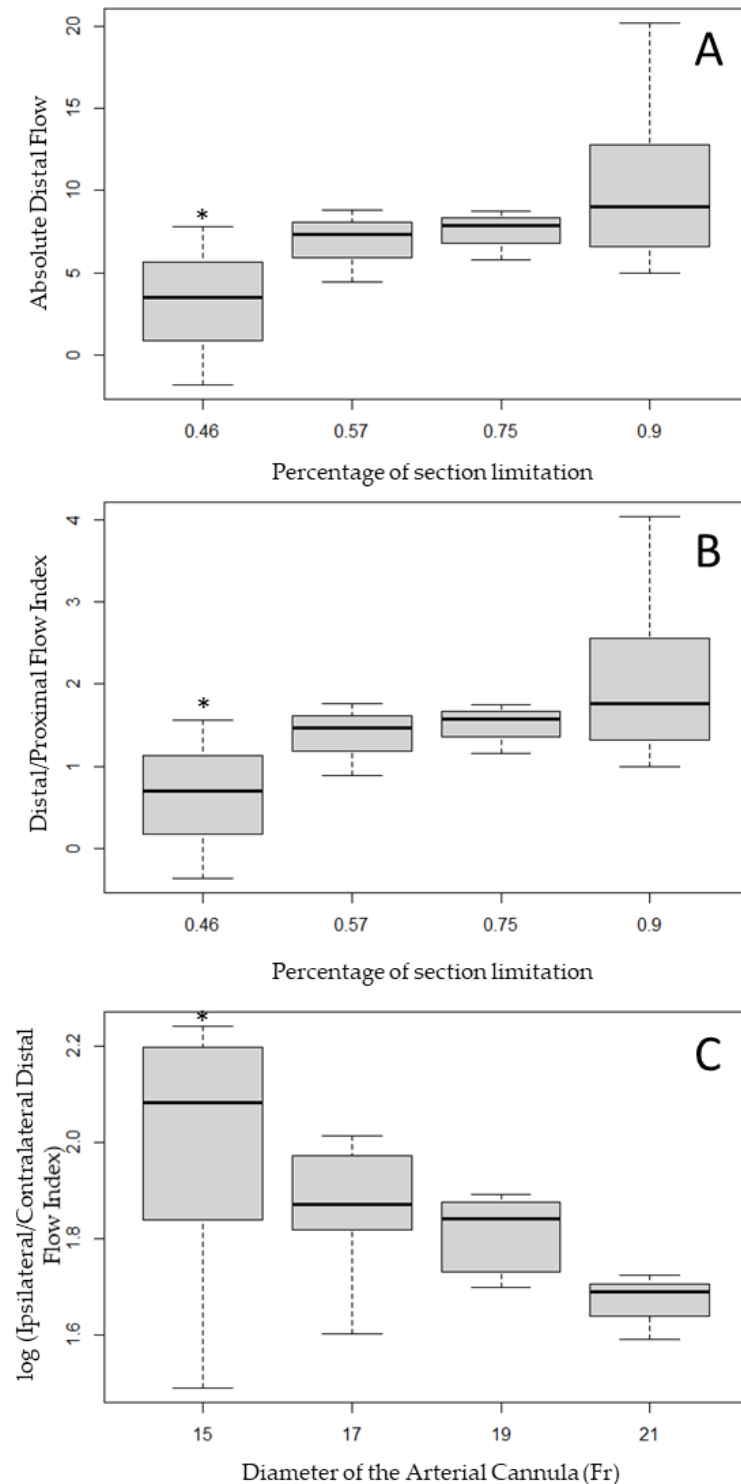 A
Absolute Distal Flow
20
15
10
5
0
*
0.46 0.57 0.75 0.9
Percentage of section limitation
B
Distal/Proximal Flow Index
4
3
2
1
0
*
0.46 0.57 0.75 0.9
Percentage of section limitation
C
log (Ipsilateral/Contralateral Distal
Flow Index)
2.2
2.0
1.8
1.6
*
15 17 19 21
Diameter of the Arterial Cannula (Fr)